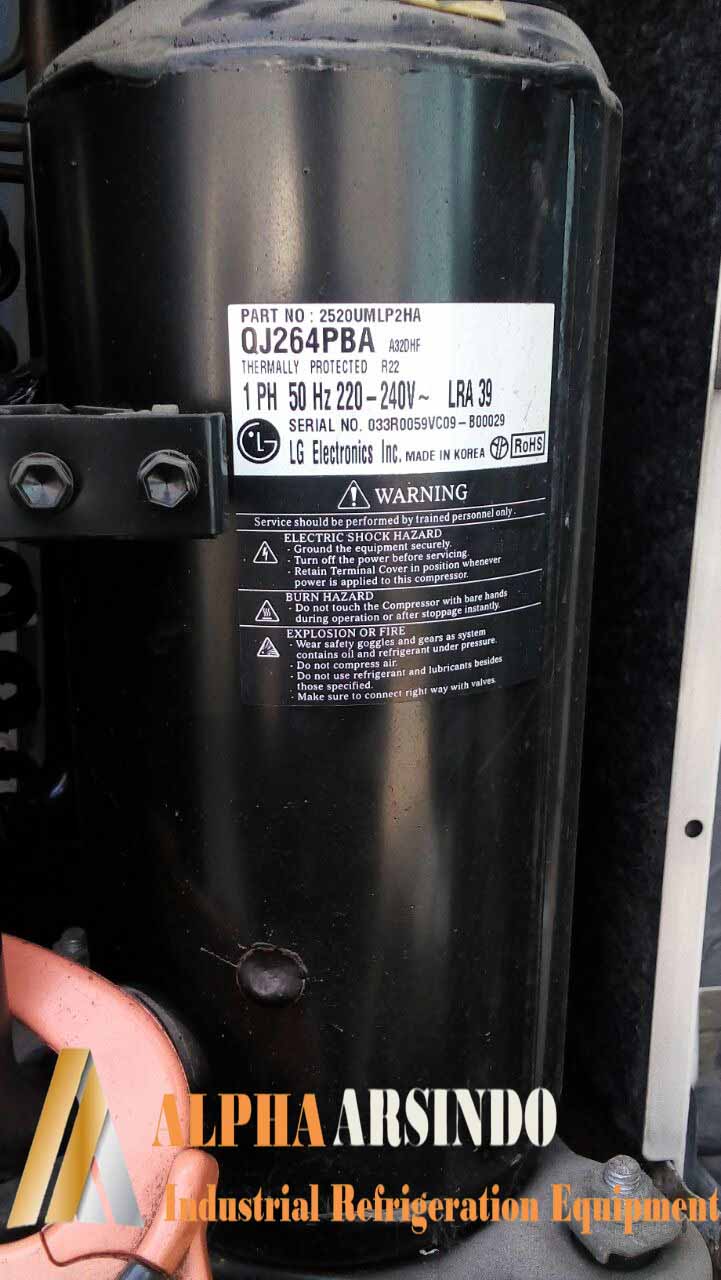 PART NO : 2520UMLP2HA
QJ264PBA A32DHF
THERMALLY PROTECTED R22
1 PH 50 Hz 220-240V~ LRA 39
SERIAL NO. 033R0059VC09-B00029
LG LG Electronics Inc. MADE IN KOREA RoHS
WARNING
Service should be performed by trained personnel only.
ELECTRIC SHOCK HAZARD
- Ground the equipment securely.
- Turn off the power before servicing.
- Retain Terminal Cover in position whenever
power is applied to this compressor.
BURN HAZARD
- Do not touch the Compressor with bare hands
during operation or after stoppage instantly.
EXPLOSION OR FIRE
- Wear safety goggles and gears as system
contains oil and refrigerant under pressure.
- Do not compress air.
- Do not use refrigerant and lubricants besides
those specified.
- Make sure to connect right way with valves.
ALPHA ARSINDO
Industrial Refrigeration Equipment